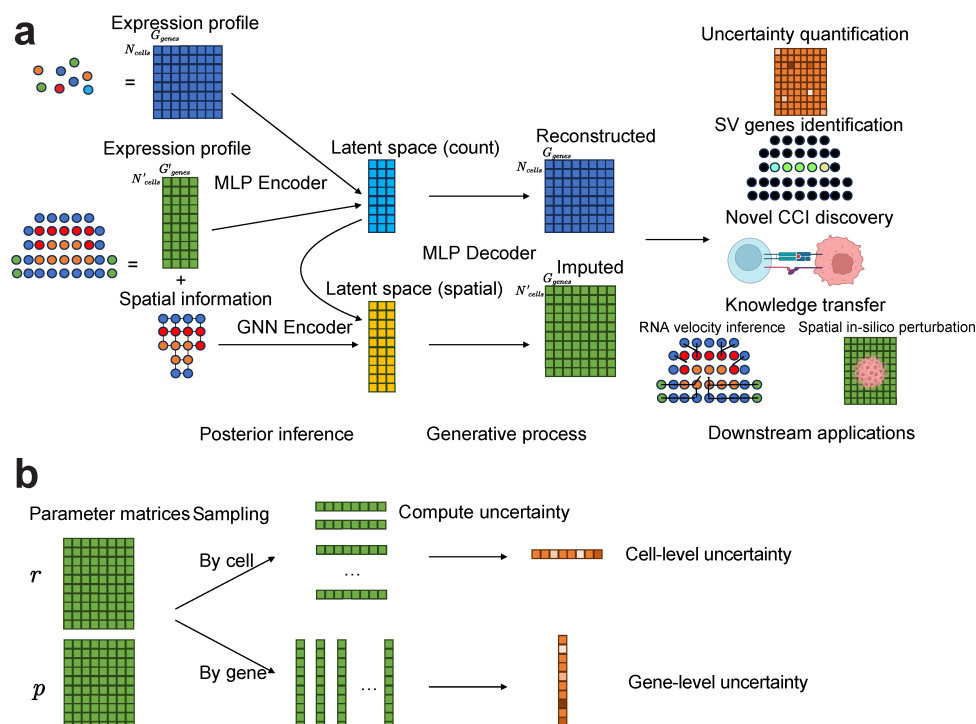 a
Expression profile
G_genes
N_cells
=
Expression profile
G'_genes
N'_cells
MLP Encoder
=
+
Spatial information
GNN Encoder
Latent space (count)
Latent space (spatial)
Reconstructed
G_genes
N_cells
MLP Decoder
Imputed
G_genes
N'_cells
Uncertainty quantification
SV genes identification
Novel CCI discovery
Knowledge transfer
RNA velocity inference
Spatial in-silico perturbation
Posterior inference
Generative process
Downstream applications
b
Parameter matrices
Sampling
r
p
By cell
By gene
...
...
Compute uncertainty
Cell-level uncertainty
Gene-level uncertainty